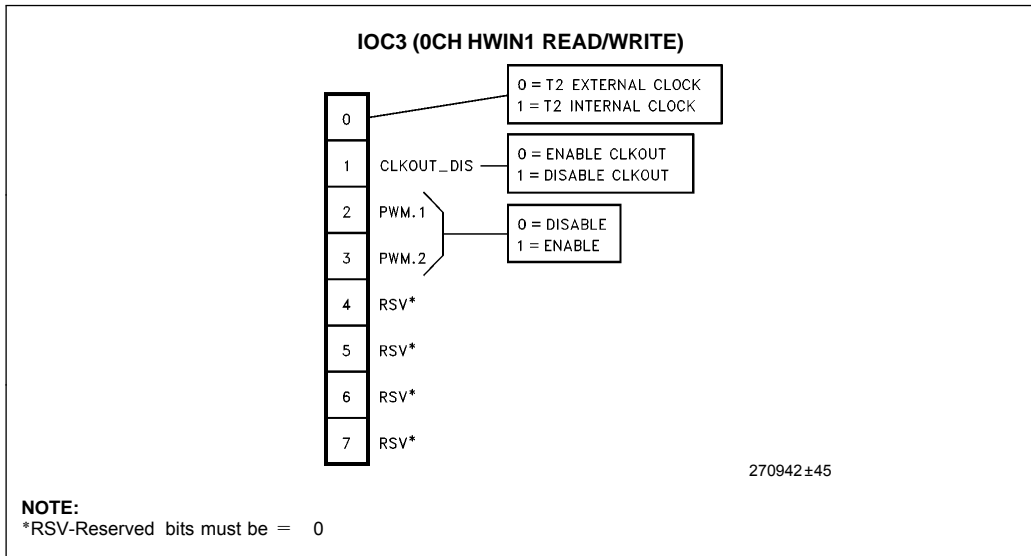 IOC3 (0CH HWIN1 READ/WRITE)
0 = T2 EXTERNAL CLOCK
1 = T2 INTERNAL CLOCK
0
1 CLKOUT_DIS
0 = ENABLE CLKOUT
1 = DISABLE CLKOUT
2 PWM.1
3 PWM.2
0 = DISABLE
1 = ENABLE
4 RSV*
5 RSV*
6 RSV*
7 RSV*
270942±45
NOTE:
*RSV-Reserved bits must be = 0